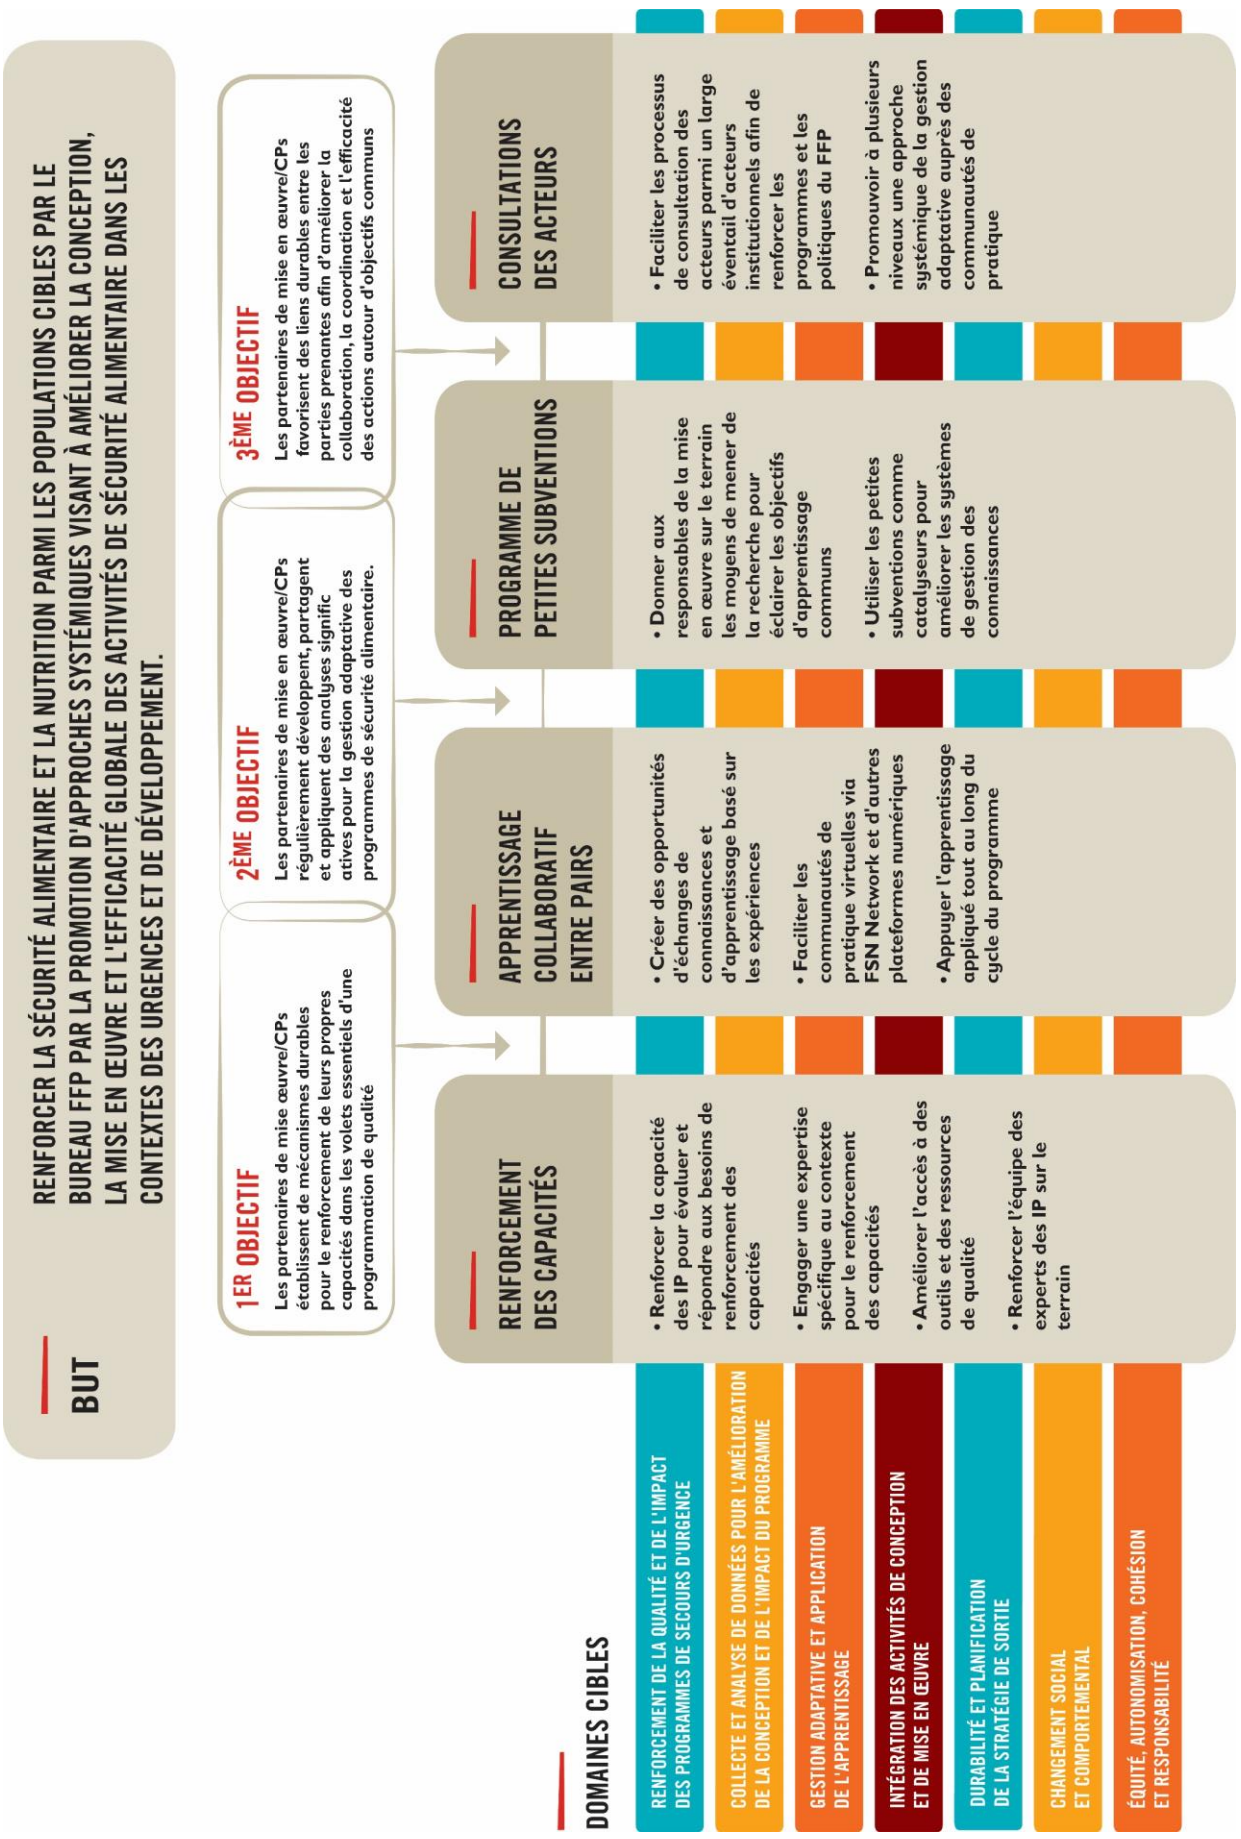 BUT
RENFORCER LA SÉCURITÉ ALIMENTAIRE ET LA NUTRITION PARMI LES POPULATIONS CIBLES PAR LE
BUREAU FFP PAR LA PROMOTION D'APPROCHES SYSTÉMIQUES VISANT À AMÉLIORER LA CONCEPTION,
LA MISE EN ŒUVRE ET L'EFFICACITÉ GLOBALE DES ACTIVITÉS DE SÉCURITÉ ALIMENTAIRE DANS LES
CONTEXTES DES URGENCES ET DE DÉVELOPPEMENT.
1ER OBJECTIF
Les partenaires de mise œuvre/CPs
établissent de mécanismes durables
pour le renforcement de leurs propres
capacités dans les volets essentiels d'une
programmation de qualité
2ÈME OBJECTIF
Les partenaires de mise en œuvre/CPs
régulièrement développent, partagent
et appliquent des analyses signific
atives pour la gestion adaptative des
programmes de sécurité alimentaire.
3ÈME OBJECTIF
Les partenaires de mise en œuvre/CPs
favorisent des liens durables entre les
parties prenantes afin d'améliorer la
collaboration, la coordination et l'efficacité
des actions autour d'objectifs communs
RENFORCEMENT
DES CAPACITÉS
• Renforcer la capacité
des IP pour évaluer et
répondre aux besoins de
renforcement des
capacités
• Engager une expertise
spécifique au contexte
pour le renforcement
des capacités
• Améliorer l'accès à des
outils et des ressources
de qualité
• Renforcer l'équipe des
experts des IP sur le
terrain
APPRENTISSAGE
COLLABORATIF
ENTRE PAIRS
• Créer des opportunités
d'échanges de
connaissances et
d'apprentissage basé sur
les expériences
• Faciliter les
communautés de
pratique virtuelles via
FSN Network et d'autres
plateformes numériques
• Appuyer l'apprentissage
appliqué tout au long du
cycle du programme
PROGRAMME DE
PETITES SUBVENTIONS
• Donner aux
responsables de la mise
en œuvre sur le terrain
les moyens de mener de
la recherche pour
éclairer les objectifs
d'apprentissage
communs
• Utiliser les petites
subventions comme
catalyseurs pour
améliorer les systèmes
de gestion des
connaissances
CONSULTATIONS
DES ACTEURS
• Faciliter les processus
de consultation des
acteurs parmi un large
éventail d'acteurs
institutionnels afin de
renforcer les
programmes et les
politiques du FFP
• Promouvoir à plusieurs
niveaux une approche
systémique de la gestion
adaptative auprès des
communautés de
pratique
DOMAINES CIBLES
RENFORCEMENT DE LA QUALITÉ ET DE L'IMPACT
DES PROGRAMMES DE SECOURS D'URGENCE
COLLECTE ET ANALYSE DE DONNÉES POUR L'AMÉLIORATION
DE LA CONCEPTION ET DE L'IMPACT DU PROGRAMME
GESTION ADAPTATIVE ET APPLICATION
DE L'APPRENTISSAGE
INTÉGRATION DES ACTIVITÉS DE CONCEPTION
ET DE MISE EN ŒUVRE
DURABILITÉ ET PLANIFICATION
DE LA STRATÉGIE DE SORTIE
CHANGEMENT SOCIAL
ET COMPORTEMENTAL
ÉQUITÉ, AUTONOMISATION, COHÉSION
ET RESPONSABILITÉ